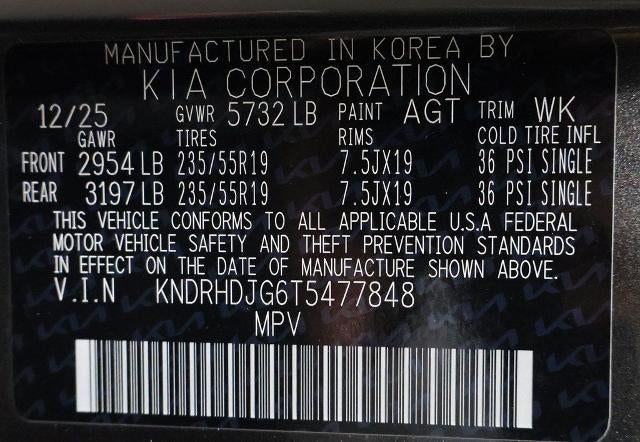 MANUFACTURED IN KOREA BY
KIA CORPORATION
12/25 GVWR 5732 LB PAINT AGT TRIM WK
GAWR TIRES RIMS COLD TIRE INFL
FRONT 2954 LB 235/55R19 7.5JX19 36 PSI SINGLE
REAR 3197 LB 235/55R19 7.5JX19 36 PSI SINGLE
THIS VEHICLE CONFORMS TO ALL APPLICABLE U.S.A FEDERAL
MOTOR VEHICLE SAFETY AND THEFT PREVENTION STANDARDS
IN EFFECT ON THE DATE OF MANUFACTURE SHOWN ABOVE.
V.I.N KNDRHDJG6T5477848
MPV